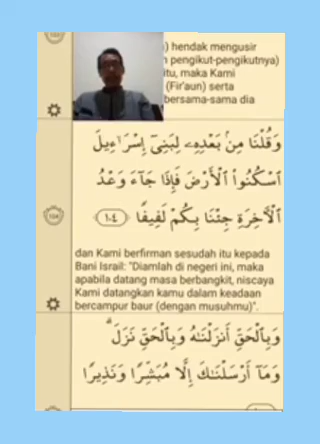 ) hendak mengusir
pengikut-pengikutnya)
itu, maka Kami
(Fir'aun) serta
bersama-sama dia
وَقُلْنَا مِنۢ بَعْدِهِۦ لِبَنِىٓ إِسْرَٰٓءِيلَ
ٱسْكُنُوا۟ ٱلْأَرْضَ فَإِذَا جَآءَ وَعْدُ
ٱلْأَخِرَةِ جِئْنَا بِكُمْ لَفِيفًا ١٠٤
dan Kami berfirman sesudah itu kepada
Bani Israil: "Diamlah di negeri ini, maka
apabila datang masa berbangkit, niscaya
Kami datangkan kamu dalam keadaan
bercampur baur (dengan musuhmu)".
وَبِٱلْحَقِّ أَنزَلْنَٰهُ وَبِٱلْحَقِّ نَزَلَ ۗ
وَمَآ أَرْسَلْنَٰكَ إِلَّا مُبَشِّرًا وَنَذِيرًا